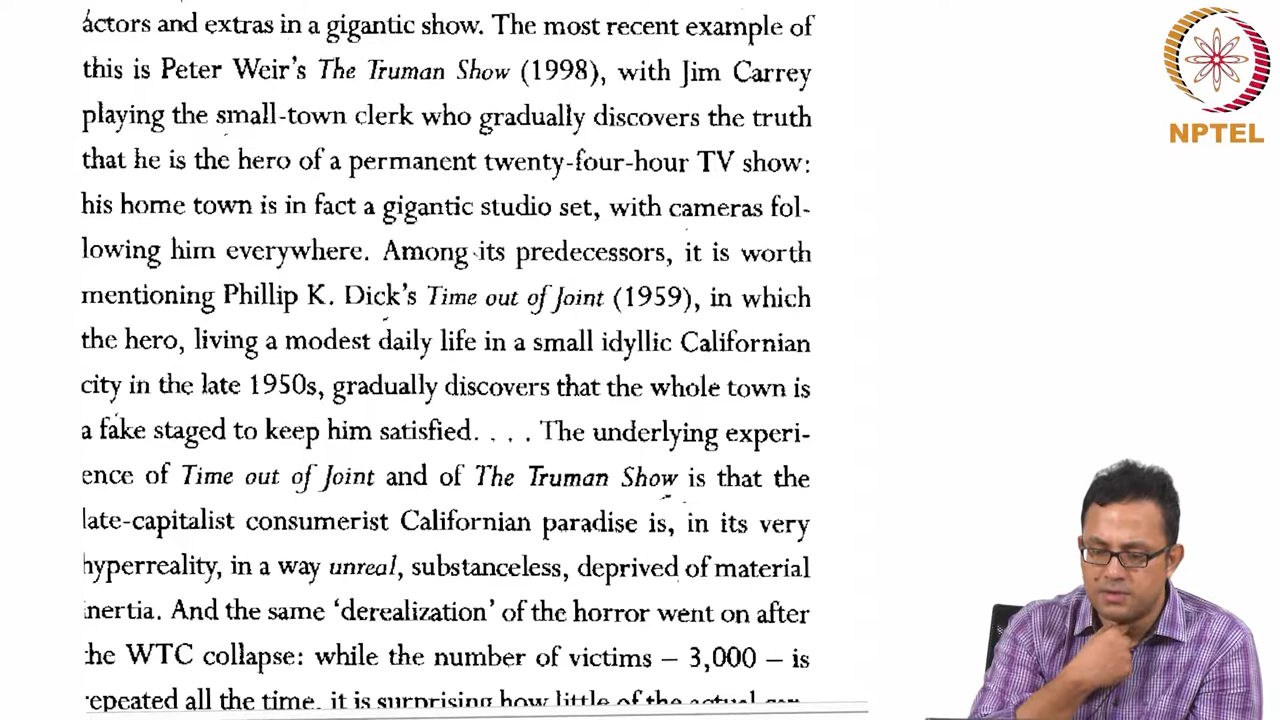 actors and extras in a gigantic show. The most recent example of
this is Peter Weir's The Truman Show (1998), with Jim Carrey
playing the small-town clerk who gradually discovers the truth
that he is the hero of a permanent twenty-four-hour TV show:
his home town is in fact a gigantic studio set, with cameras fol-
lowing him everywhere. Among its predecessors, it is worth
mentioning Phillip K. Dick's Time out of Joint (1959), in which
the hero, living a modest daily life in a small idyllic Californian
city in the late 1950s, gradually discovers that the whole town is
a fake staged to keep him satisfied. . . . The underlying experi-
ence of Time out of Joint and of The Truman Show is that the
late-capitalist consumerist Californian paradise is, in its very
hyperreality, in a way unreal, substanceless, deprived of material
inertia. And the same 'derealization' of the horror went on after
the WTC collapse: while the number of victims – 3,000 – is
repeated all the time, it is surprising how little of the actual
NPTEL